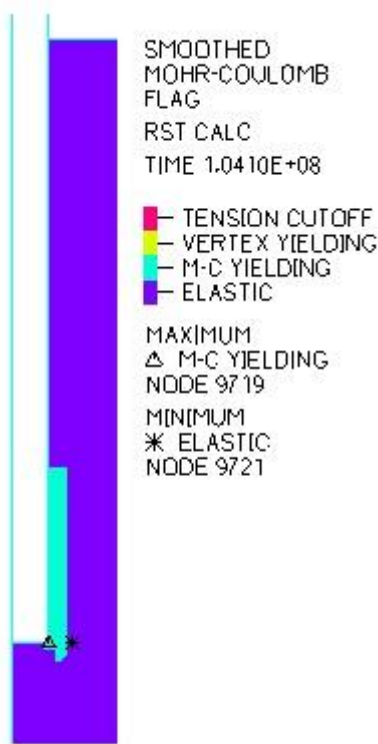 SMOOTHED
MOHR-COULOMB
FLAG
RST CALC
TIME 1.0410E+08
TENSION CUTOFF
VERTEX YIELDING
M-C YIELDING
ELASTIC
MAXIMUM
△ M-C YIELDING
NODE 9719
MINIMUM
✳ ELASTIC
NODE 9721